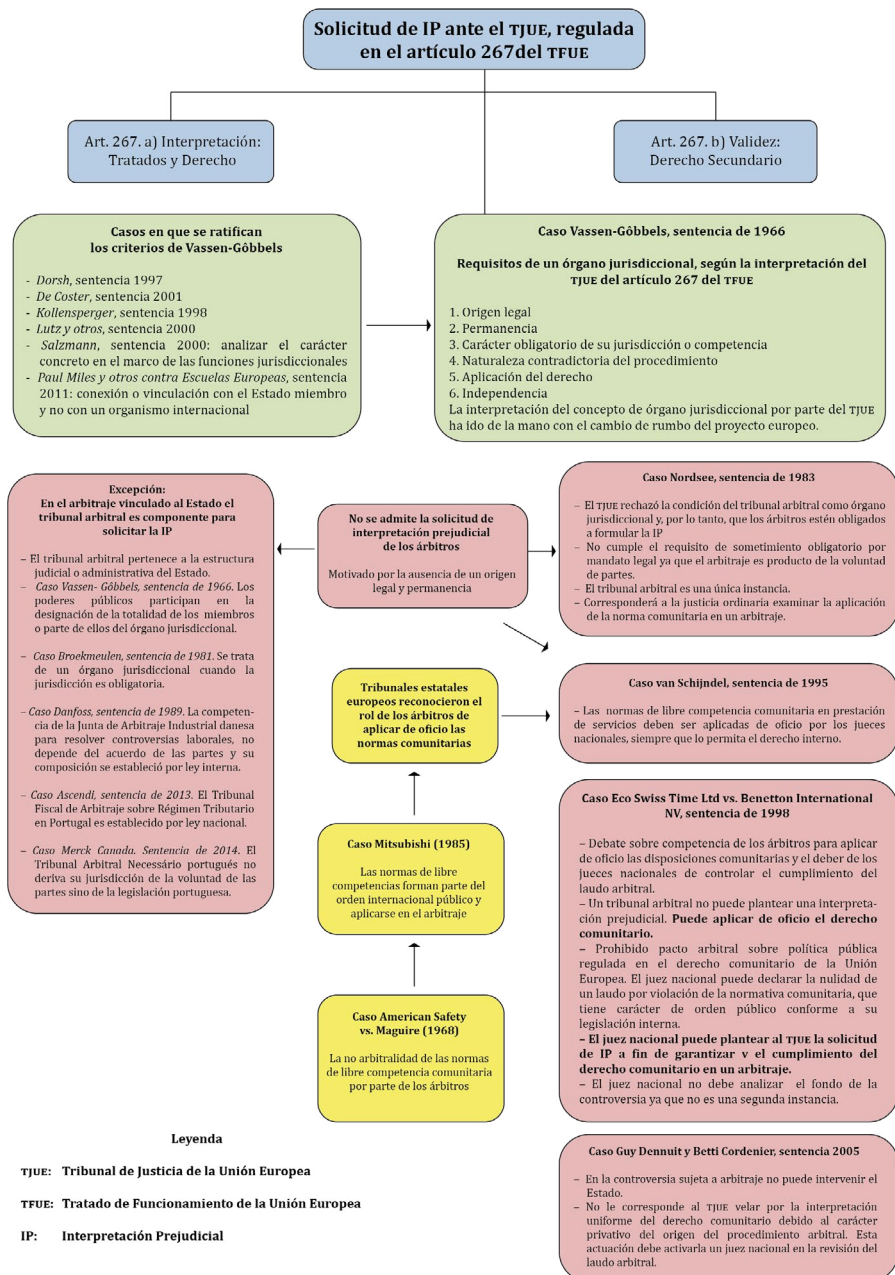 Solicitud de IP ante el TJUE, regulada
en el artículo 267del TFUE
Art. 267. a) Interpretación:
Tratados y Derecho
Art. 267. b) Validez:
Derecho Secundario
Casos en que se ratifican
los criterios de Vassen-Gôbbels
- Dorsh, sentencia 1997
- De Coster, sentencia 2001
- Kollensperger, sentencia 1998
- Lutz y otros, sentencia 2000
- Salzmann, sentencia 2000: analizar el carácter
concreto en el marco de las funciones jurisdiccionales
- Paul Miles y otros contra Escuelas Europeas, sentencia
2011: conexión o vinculación con el Estado miembro
y no con un organismo internacional
Caso Vassen-Gôbbels, sentencia de 1966
Requisitos de un órgano jurisdiccional, según la interpretación del
TJUE del artículo 267 del TFUE
1. Origen legal
2. Permanencia
3. Carácter obligatorio de su jurisdicción o competencia
4. Naturaleza contradictoria del procedimiento
5. Aplicación del derecho
6. Independencia
La interpretación del concepto de órgano jurisdiccional por parte del TJUE
ha ido de la mano con el cambio de rumbo del proyecto europeo.
Excepción:
En el arbitraje vinculado al Estado el
tribunal arbitral es componente para
solicitar la IP
– El tribunal arbitral pertenece a la estructura
judicial o administrativa del Estado.
– Caso Vassen- Gôbbels, sentencia de 1966. Los
poderes públicos participan en la
designación de la totalidad de los miembros
o parte de ellos del órgano jurisdiccional.
– Caso Broekmeulen, sentencia de 1981. Se trata
de un órgano jurisdiccional cuando la
jurisdicción es obligatoria.
– Caso Danfoss, sentencia de 1989. La competen-
cia de la Junta de Arbitraje Industrial danesa
para resolver controversias laborales, no
depende del acuerdo de las partes y su
composición se estableció por ley interna.
– Caso Ascendi, sentencia de 2013. El Tribunal
Fiscal de Arbitraje sobre Régimen Tributario
en Portugal es establecido por ley nacional.
– Caso Merck Canada. Sentencia de 2014. El
Tribunal Arbitral Necessário portugués no
deriva su jurisdicción de la voluntad de las
partes sino de la legislación portuguesa.
No se admite la solicitud de
interpretación prejudicial
de los árbitros
Motivado por la ausencia de un origen
legal y permanencia
Caso Nordsee, sentencia de 1983
– El TJUE rechazó la condición del tribunal arbitral como órgano
jurisdiccional y, por lo tanto, que los árbitros estén obligados
a formular la IP
– No cumple el requisito de sometimiento obligatorio por
mandato legal ya que el arbitraje es producto de la voluntad
de partes.
– El tribunal arbitral es una única instancia.
– Corresponderá a la justicia ordinaria examinar la aplicación
de la norma comunitaria en un arbitraje.
Tribunales estatales
europeos reconocieron el
rol de los árbitros de
aplicar de oficio las
normas comunitarias
Caso van Schijndel, sentencia de 1995
– Las normas de libre competencia comunitaria en prestación
de servicios deben ser aplicadas de oficio por los jueces
nacionales, siempre que lo permita el derecho interno.
Caso Mitsubishi (1985)
Las normas de libre
competencias forman parte del
orden internacional público y
aplicarse en el arbitraje
Caso Eco Swiss Time Ltd vs. Benetton International
NV, sentencia de 1998
– Debate sobre competencia de los árbitros para aplicar
de oficio las disposiciones comunitarias y el deber de los
jueces nacionales de controlar el cumplimiento del
laudo arbitral.
– Un tribunal arbitral no puede plantear una interpreta-
ción prejudicial. Puede aplicar de oficio el derecho
comunitario.
– Prohibido pacto arbitral sobre política pública
regulada en el derecho comunitario de la Unión
Europea. El juez nacional puede declarar la nulidad de
un laudo por violación de la normativa comunitaria, que
tiene carácter de orden público conforme a su
legislación interna.
– El juez nacional puede plantear al TJUE la solicitud
de IP a fin de garantizar v el cumplimiento del
derecho comunitario en un arbitraje.
– El juez nacional no debe analizar el fondo de la
controversia ya que no es una segunda instancia.
Caso American Safety
vs. Maguire (1968)
La no arbitralidad de las normas
de libre competencia comunitaria
por parte de los árbitros
Leyenda
TJUE: Tribunal de Justicia de la Unión Europea
TFUE: Tratado de Funcionamiento de la Unión Europea
IP: Interpretación Prejudicial
Caso Guy Dennuit y Betti Cordenier, sentencia 2005
– En la controversia sujeta a arbitraje no puede intervenir el
Estado.
– No le corresponde al TJUE velar por la interpretación
uniforme del derecho comunitario debido al carácter
privativo del origen del procedimiento arbitral. Esta
actuación debe activarla un juez nacional en la revisión del
laudo arbitral.